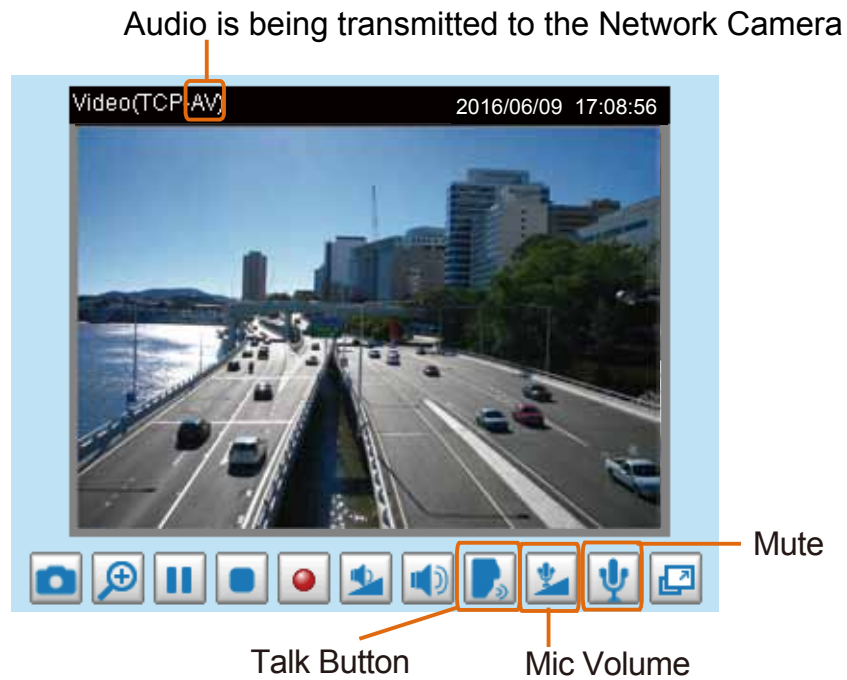 Audio is being transmitted to the Network Camera
Video(TCP-AV)
2016/06/09 17:08:56
Mute
Talk Button
Mic Volume